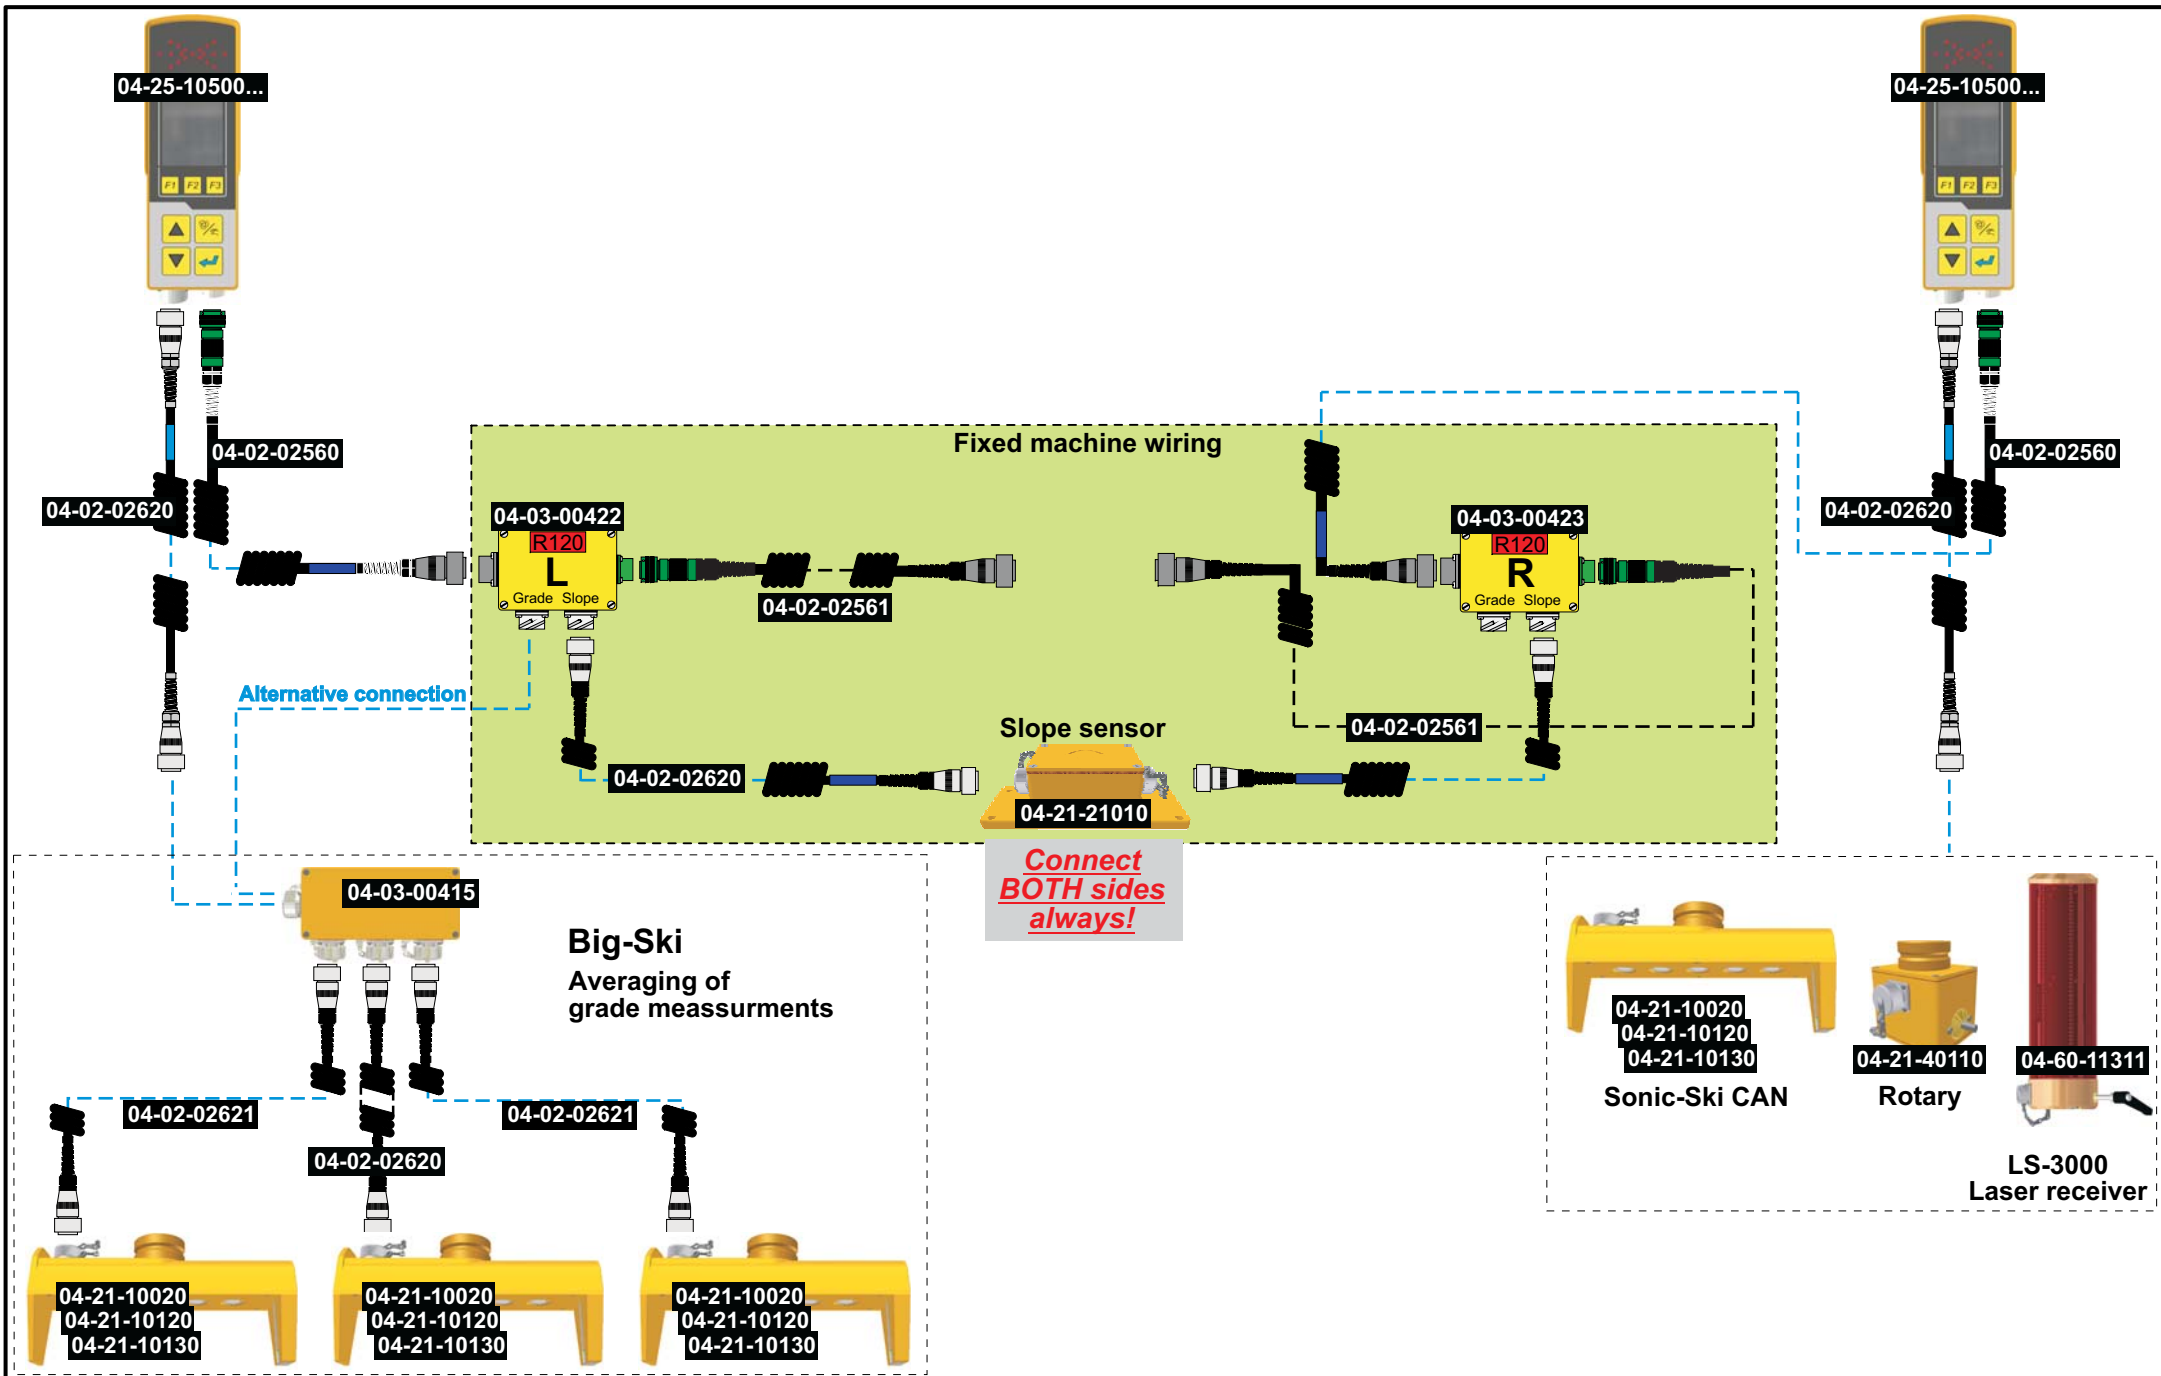 04-25-10500...
04-25-10500...
F1 F2 F3
F1 F2 F3
04-02-02560
04-02-02620
04-02-02560
04-02-02620
Fixed machine wiring
04-03-00422
R120
L
Grade Slope
04-02-02561
04-03-00423
R120
R
Grade Slope
04-02-02561
Alternative connection
04-02-02620
Slope sensor
04-21-21010
Connect
BOTH sides
always!
04-03-00415
Big-Ski
Averaging of
grade meassurments
04-02-02621
04-02-02621
04-02-02620
04-21-10020
04-21-10120
04-21-10130
04-21-10020
04-21-10120
04-21-10130
04-21-10020
04-21-10120
04-21-10130
04-21-10020
04-21-10120
04-21-10130
Sonic-Ski CAN
04-21-40110
Rotary
04-60-11311
LS-3000
Laser receiver